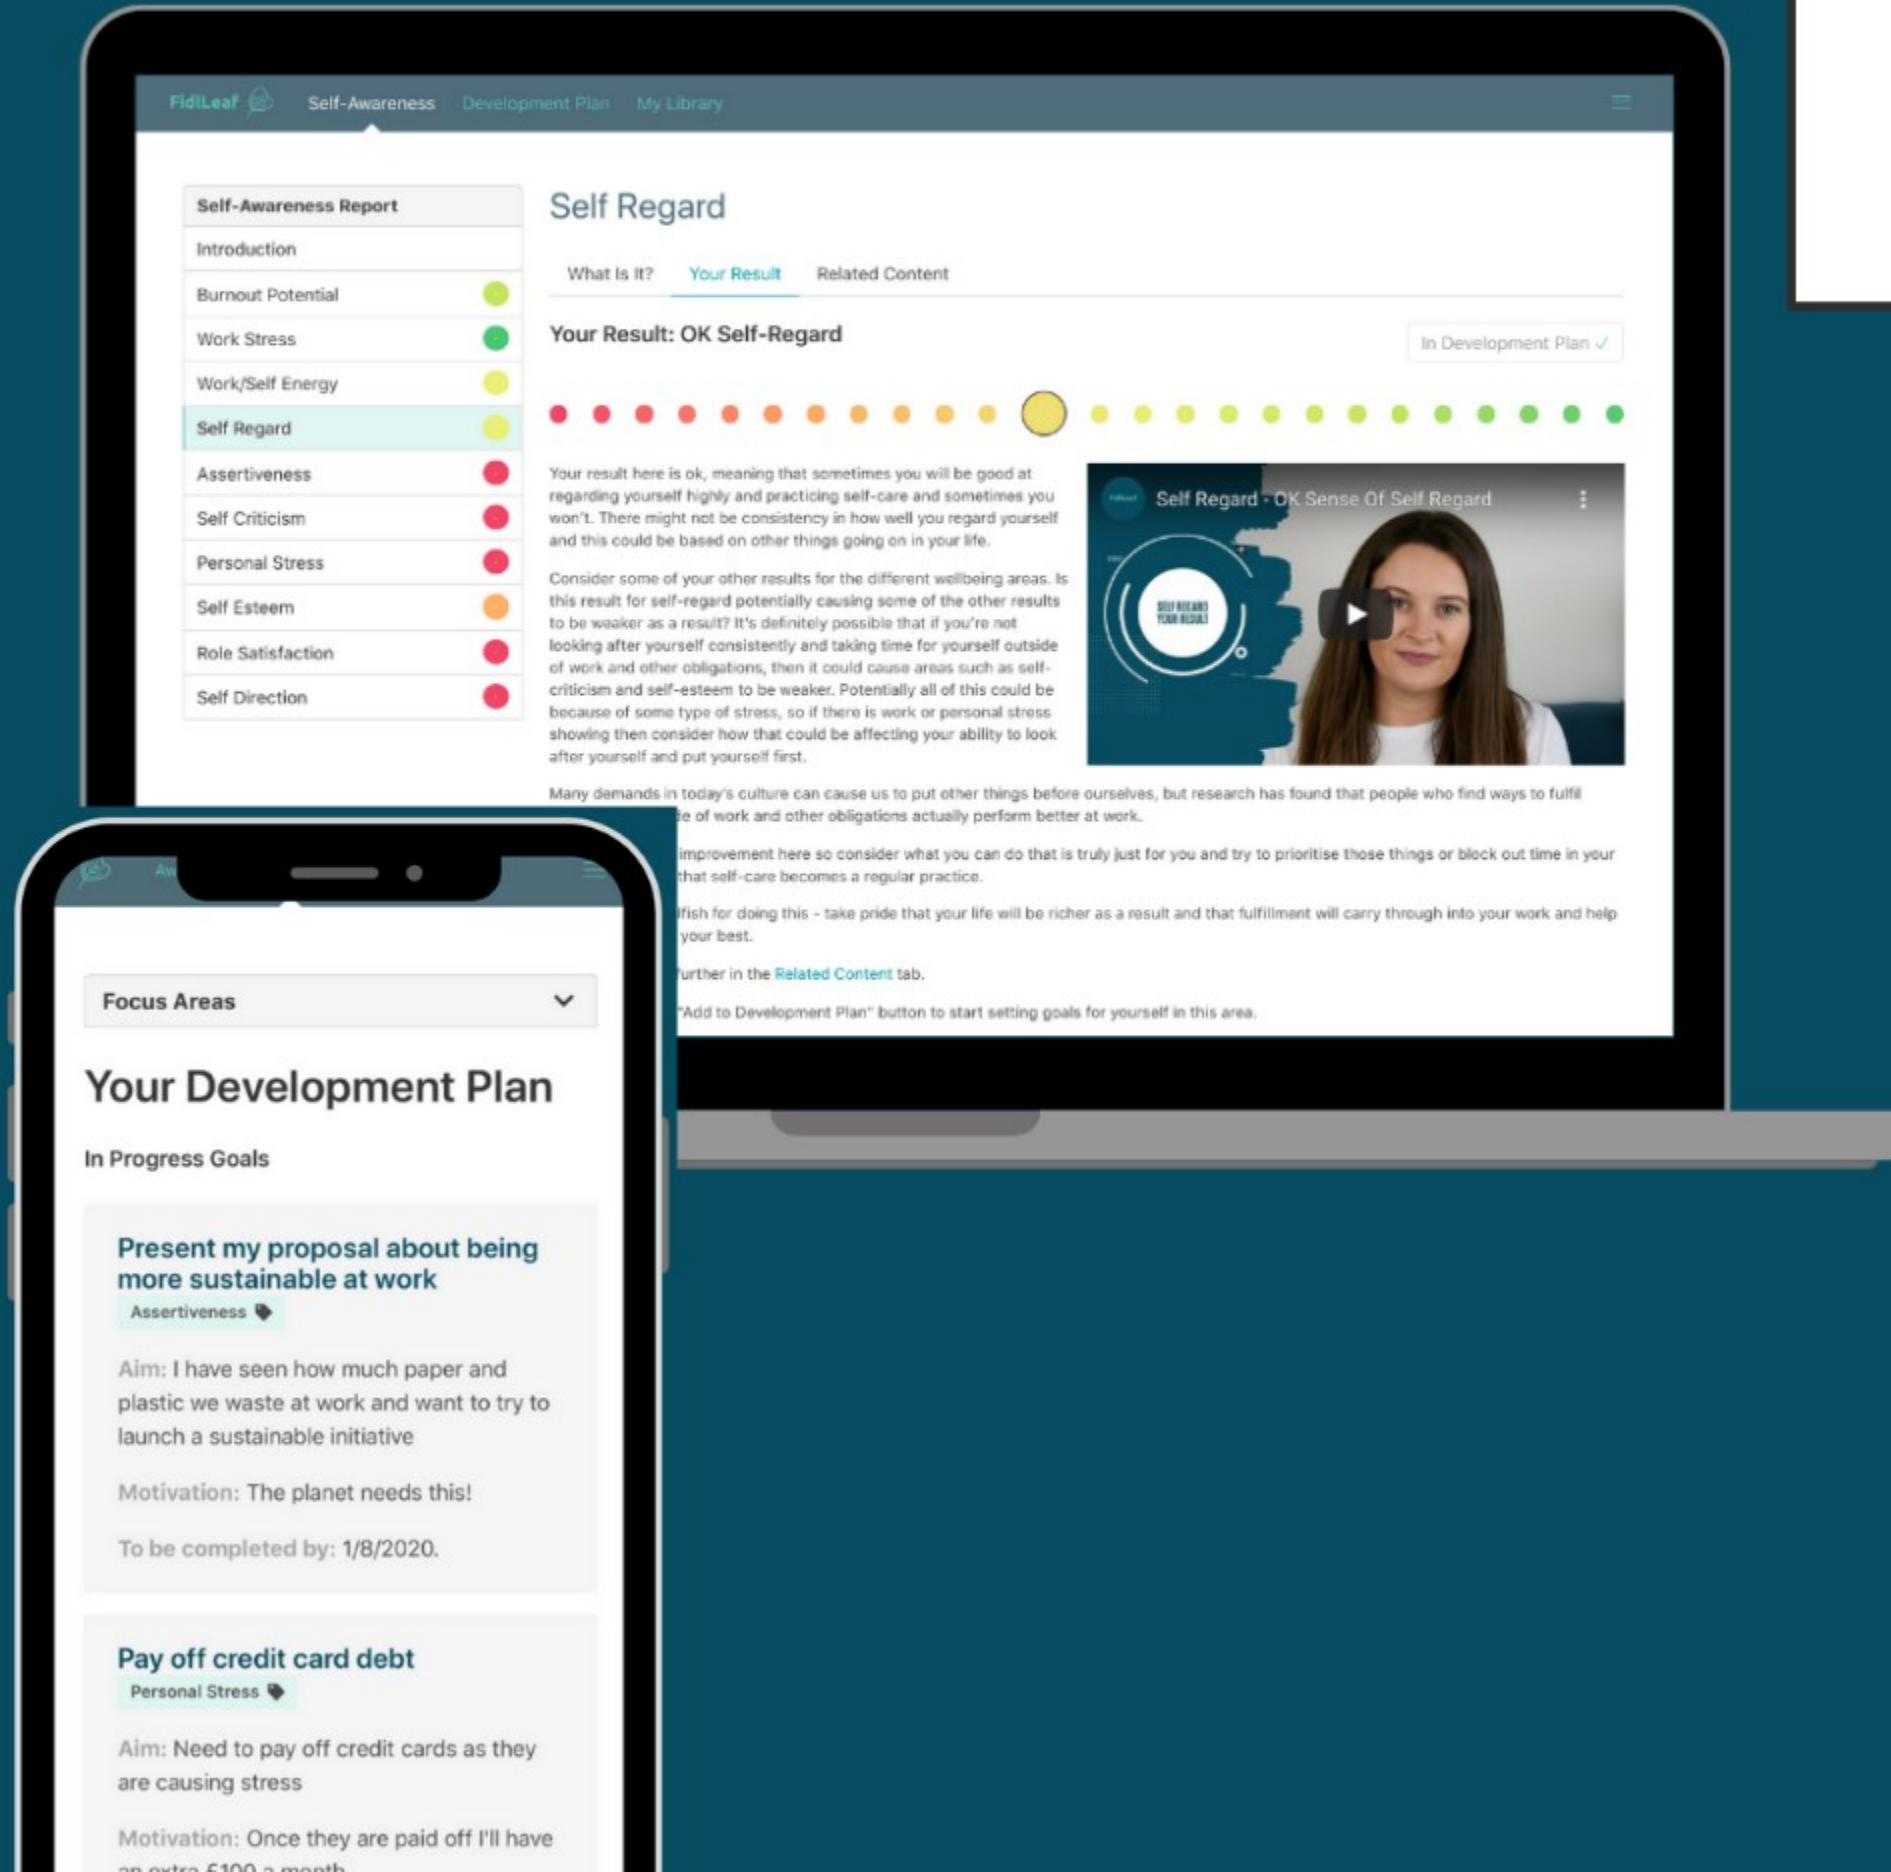 FidlLeaf
Self-Awareness
Development Plan
My Library
Self-Awareness Report
Introduction
Burnout Potential
Work Stress
Work/Self Energy
Self Regard
Assertiveness
Self Criticism
Personal Stress
Self Esteem
Role Satisfaction
Self Direction
Self Regard
What Is It?
Your Result
Related Content
Your Result: OK Self-Regard
In Development Plan ✓
Your result here is ok, meaning that sometimes you will be good at
regarding yourself highly and practicing self-care and sometimes you
won't. There might not be consistency in how well you regard yourself
and this could be based on other things going on in your life.
Consider some of your other results for the different wellbeing areas. Is
this result for self-regard potentially causing some of the other results
to be weaker as a result? It's definitely possible that if you're not
looking after yourself consistently and taking time for yourself outside
of work and other obligations, then it could cause areas such as self-
criticism and self-esteem to be weaker. Potentially all of this could be
because of some type of stress, so if there is work or personal stress
showing then consider how that could be affecting your ability to look
after yourself and put yourself first.
Self Regard - OK Sense Of Self Regard
SELF REGARD
YOUR RESULT
Many demands in today's culture can cause us to put other things before ourselves, but research has found that people who find ways to fulfil
of work and other obligations actually perform better at work.
improvement here so consider what you can do that is truly just for you and try to prioritise those things or block out time in your
that self-care becomes a regular practice.
for doing this - take pride that your life will be richer as a result and that fulfillment will carry through into your work and help
your best.
further in the Related Content tab.
"Add to Development Plan" button to start setting goals for yourself in this area.
Focus Areas
Your Development Plan
In Progress Goals
Present my proposal about being
more sustainable at work
Assertiveness
Aim: I have seen how much paper and
plastic we waste at work and want to try to
launch a sustainable initiative
Motivation: The planet needs this!
To be completed by: 1/8/2020.
Pay off credit card debt
Personal Stress
Aim: Need to pay off credit cards as they
are causing stress
Motivation: Once they are paid off I'll have
an extra £100 a month